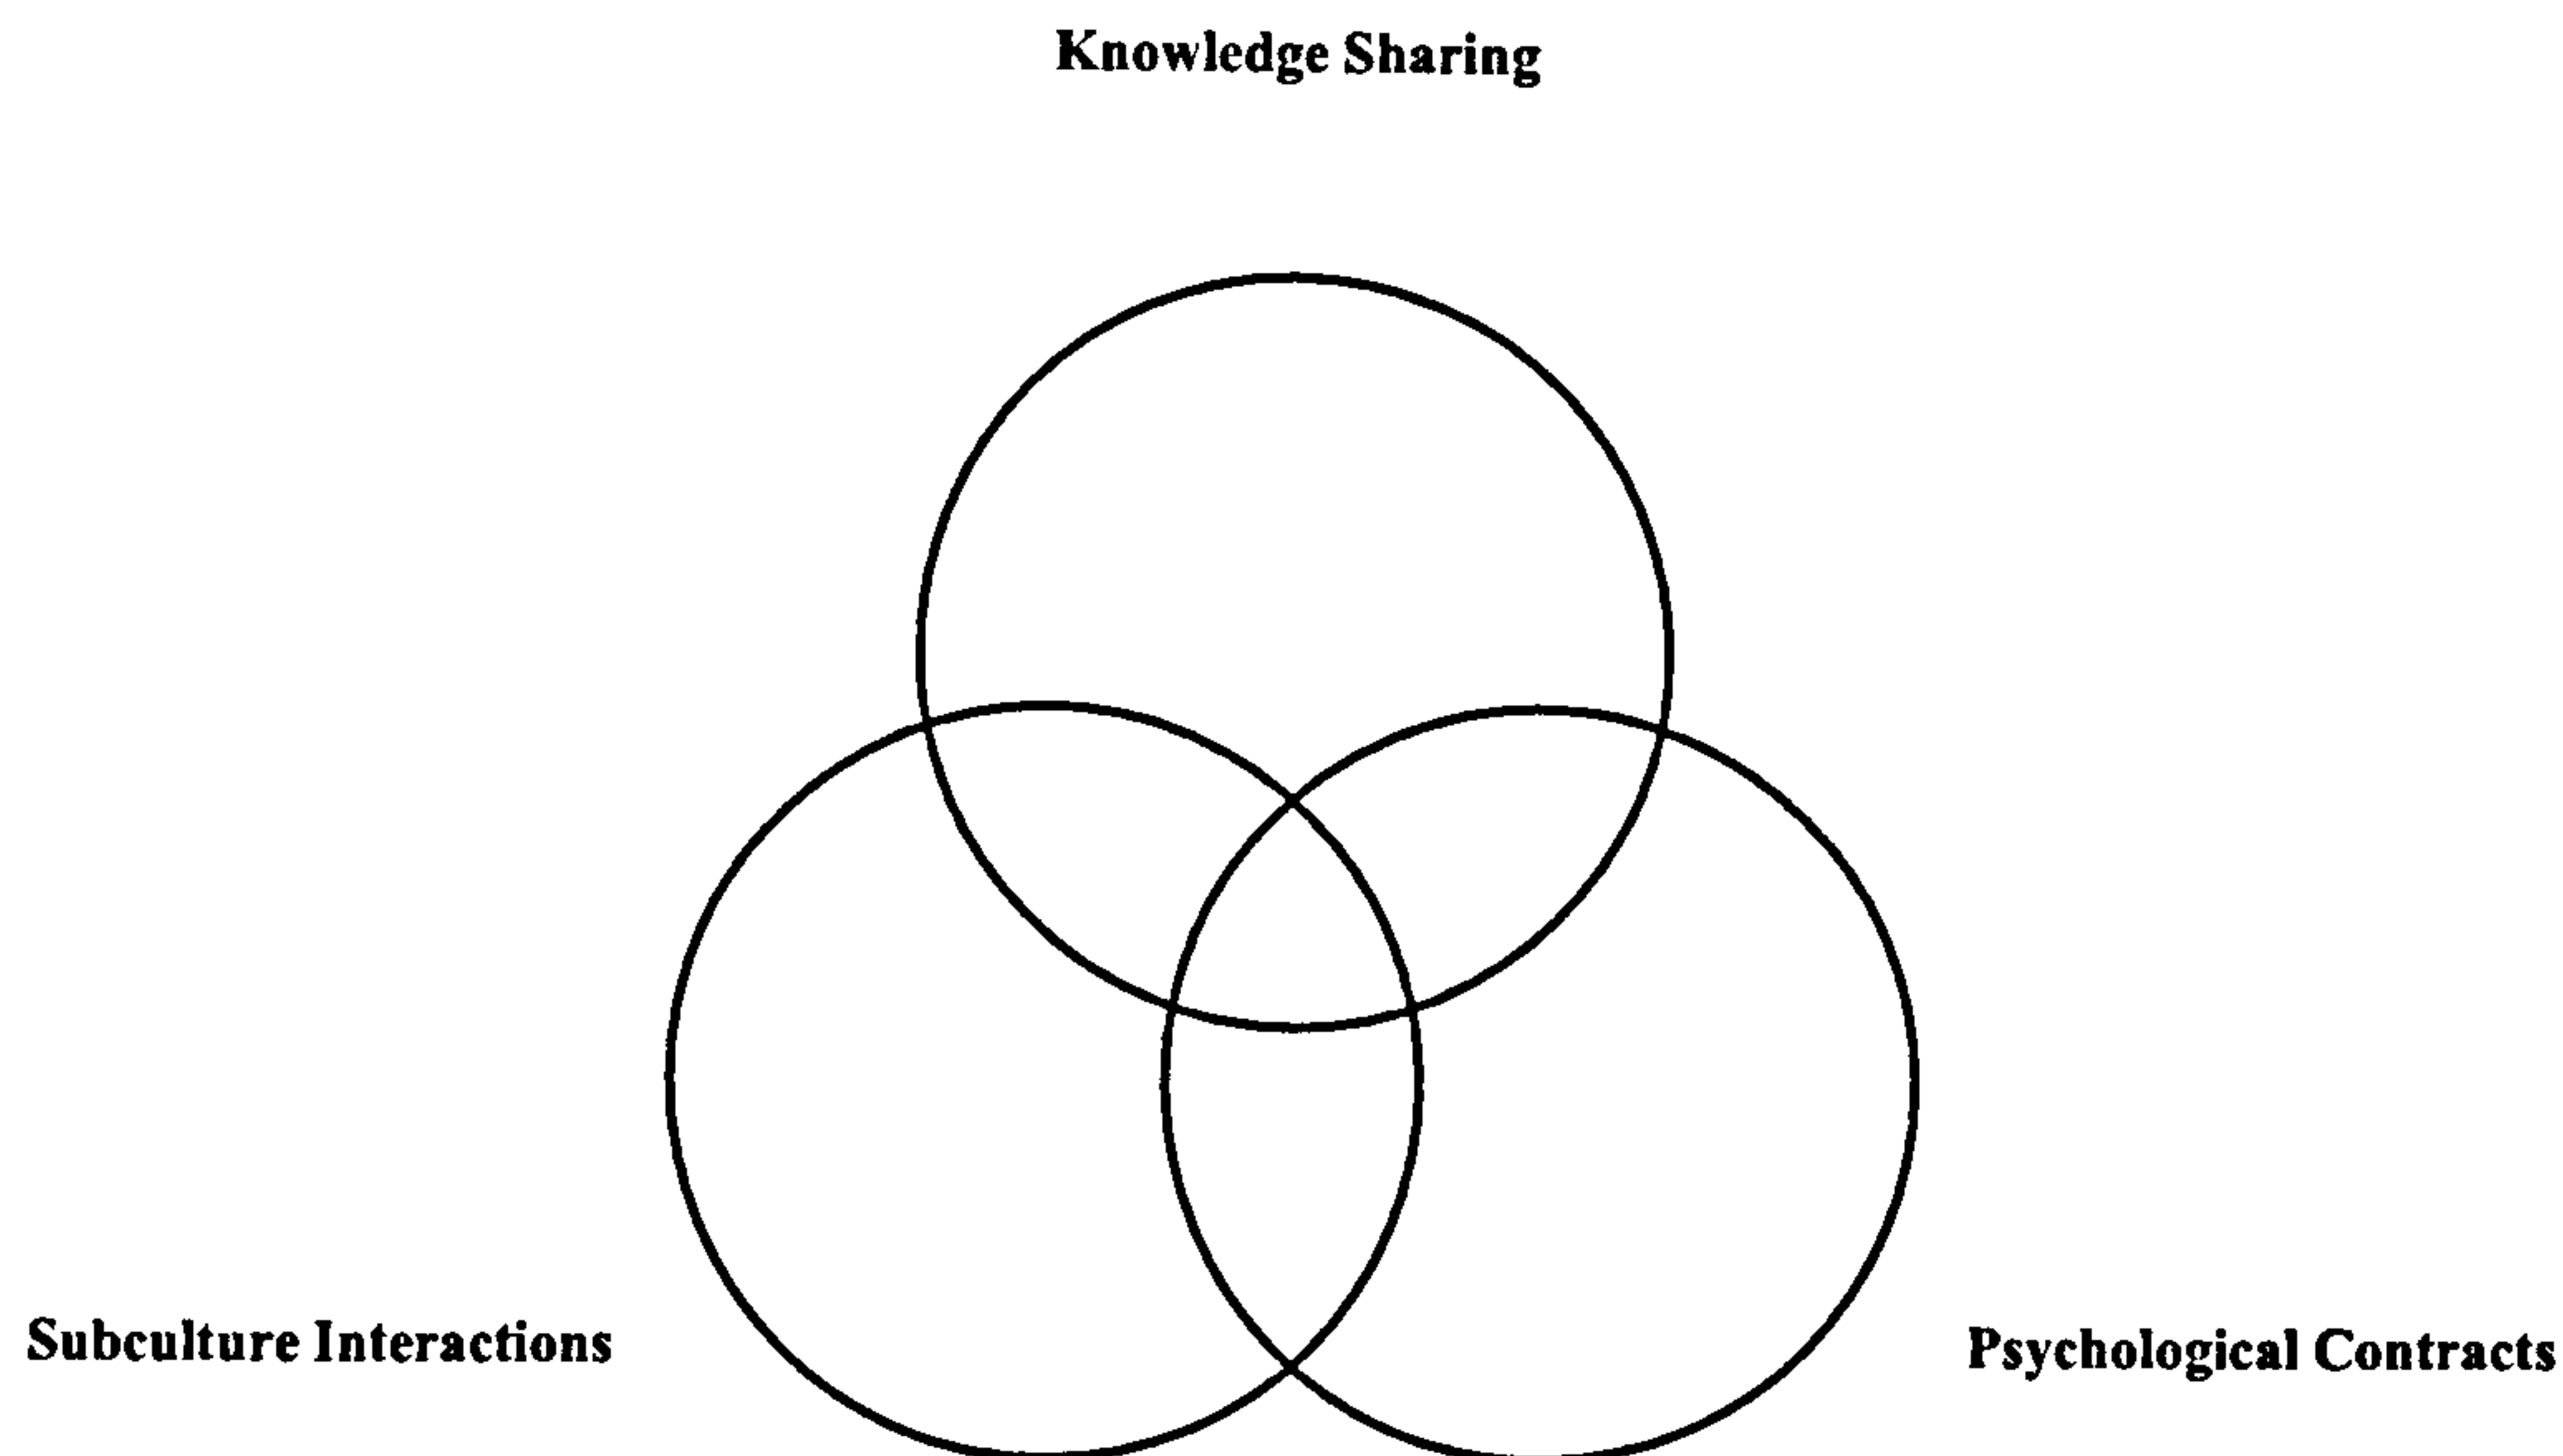 Knowledge Sharing
Subculture Interactions
Psychological Contracts